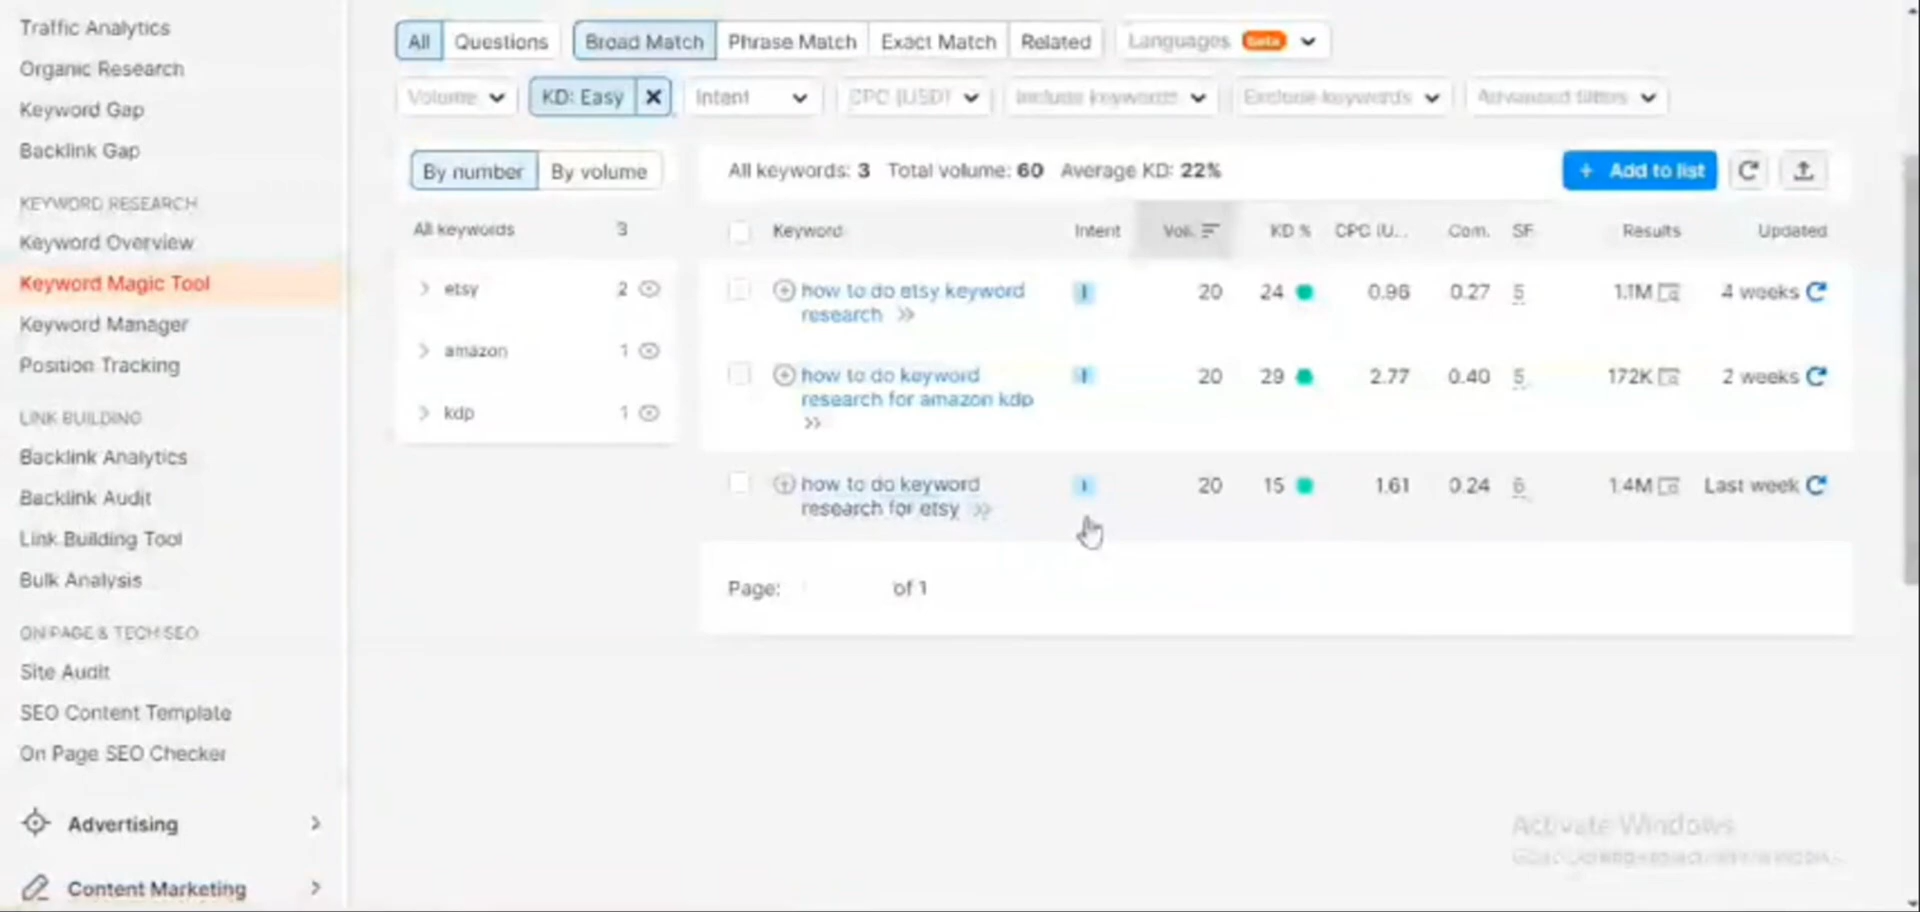 Traffic Analytics
Organic Research
Keyword Gap
Backlink Gap
KEYWORD RESEARCH
Keyword Overview
Keyword Magic Tool
Keyword Manager
Position Tracking
LINK BUILDING
Backlink Analytics
Backlink Audit
Link Building Tool
Bulk Analysis
ON PAGE & TECH SEO
Site Audit
SEO Content Template
On Page SEO Checker
Advertising
Content Marketing
All Questions Broad Match Phrase Match Exact Match Related Languages beta
Volume KD: Easy Intent CPC (USD) Include keywords Exclude keywords Advanced filters
By number By volume
All keywords 3
etsy 2
amazon 1
kdp 1
All keywords: 3 Total volume: 60 Average KD: 22% + Add to list
Keyword Intent Vol. KD % CPC (U... Com. SF Results Updated
how to do etsy keyword
research >> I 20 24 0.96 0.27 5 1.1M 4 weeks
how to do keyword
research for amazon kdp
>> I 20 29 2.77 0.40 5 172K 2 weeks
how to do keyword
research for etsy >> I 20 15 1.61 0.24 6 1.4M Last week
Page: of 1
Activate Windows